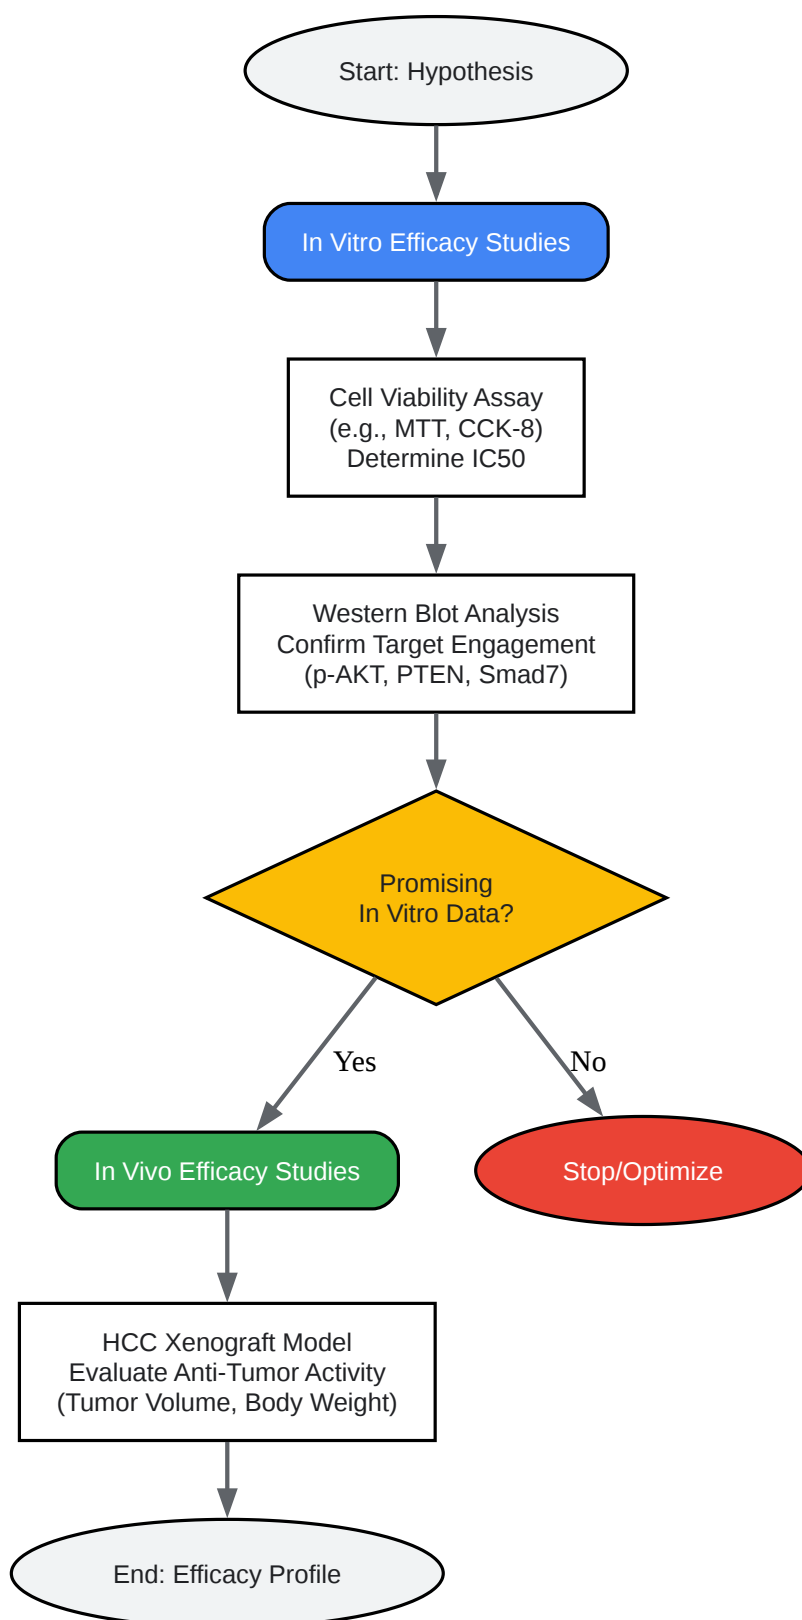 Start: Hypothesis
In Vitro Efficacy Studies
Cell Viability Assay
(e.g., MTT, CCK-8)
Determine IC50
Western Blot Analysis
Confirm Target Engagement
(p-AKT, PTEN, Smad7)
Promising
In Vitro Data?
Yes
No
In Vivo Efficacy Studies
Stop/Optimize
HCC Xenograft Model
Evaluate Anti-Tumor Activity
(Tumor Volume, Body Weight)
End: Efficacy Profile